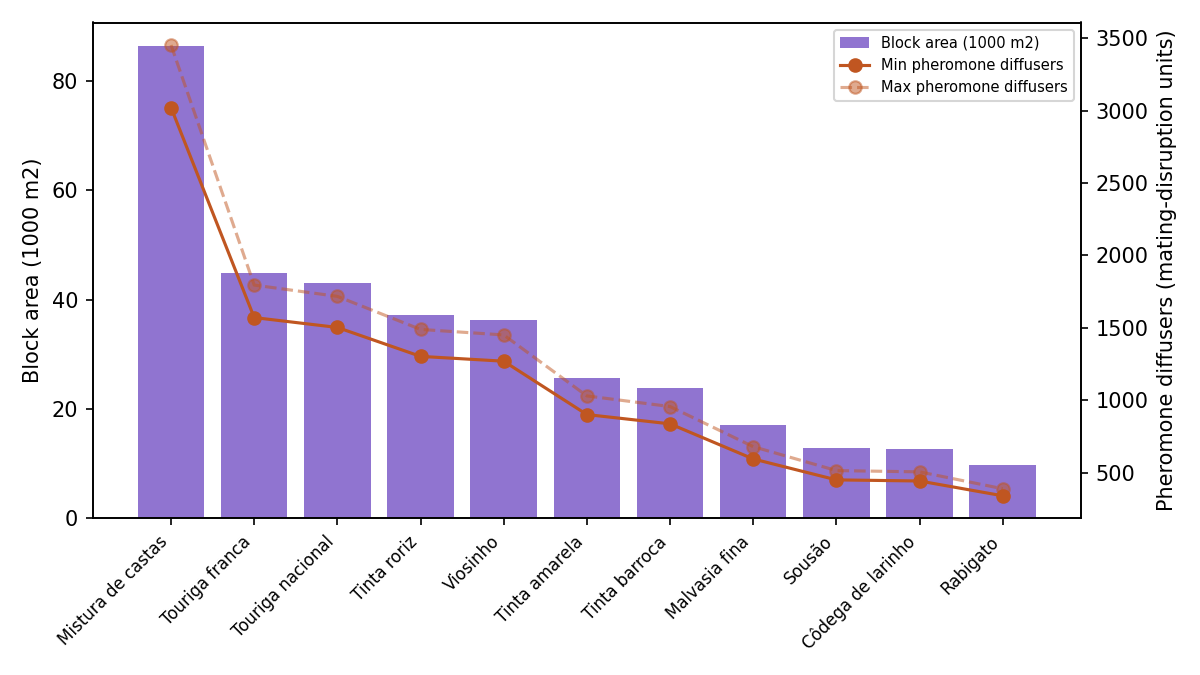 Block area (1000 m2)
Min pheromone diffusers
Max pheromone diffusers
Block area (1000 m2)
80
60
40
20
0
3500
3000
2500
2000
1500
1000
500
Pheromone diffusers (mating-disruption units)
Mistura de castas
Touriga franca
Touriga nacional
Tinta roriz
Viosinho
Tinta amarela
Tinta barroca
Malvasia fina
Sousão
Côdega de larinho
Rabigato